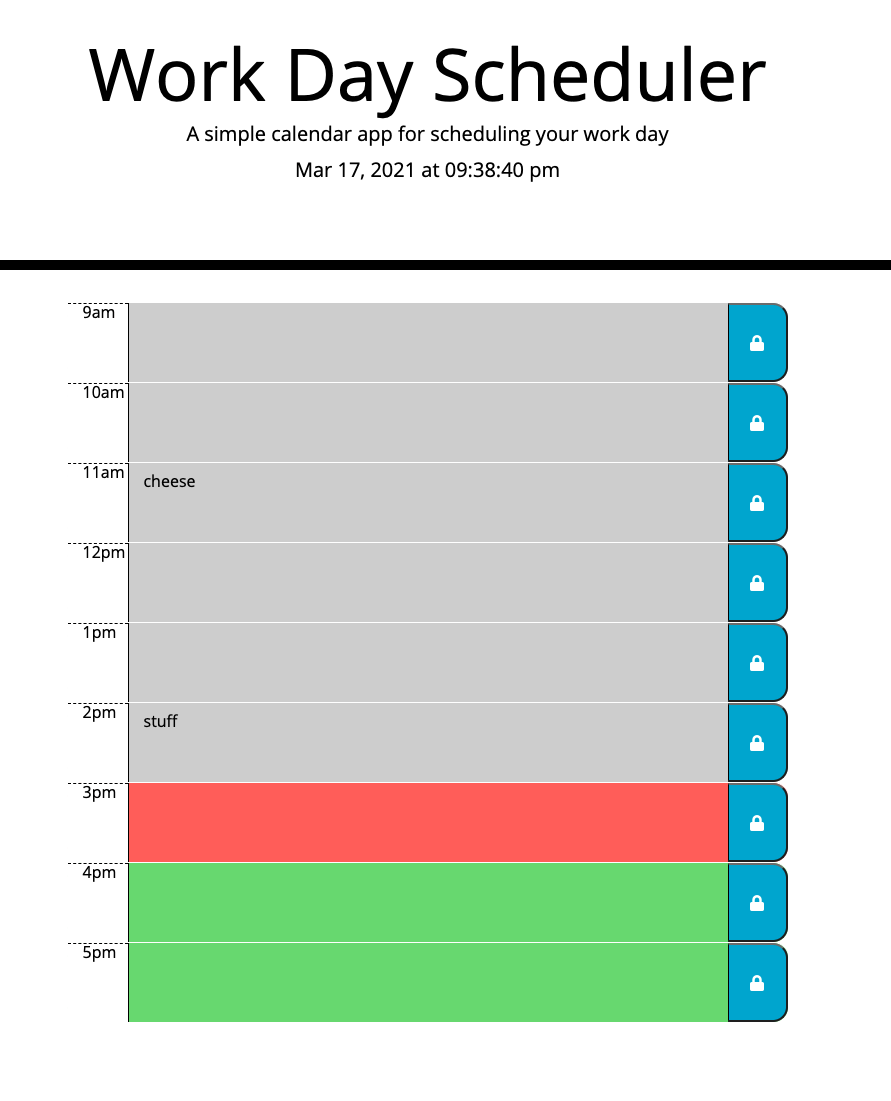 Work Day Scheduler
A simple calendar app for scheduling your work day
Mar 17, 2021 at 09:38:40 pm
9am
10am
11am cheese
12pm
1pm
2pm stuff
3pm
4pm
5pm